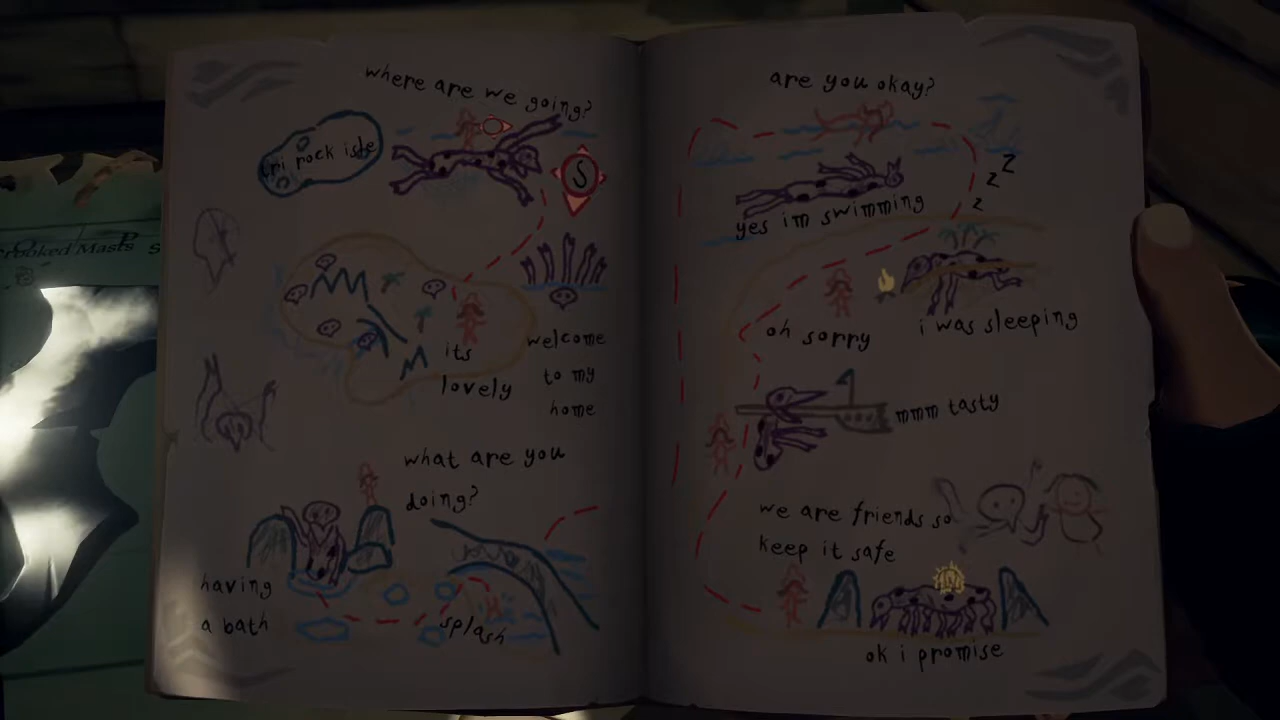 where are we going?
tri rock isle
S
its
lovely
welcome
to my
home
what are you
doing?
having
a bath
splash
are you okay?
yes im swimming
z z z
oh sorry
i was sleeping
mmm tasty
we are friends so
keep it safe
ok i promise
Crooked Masts